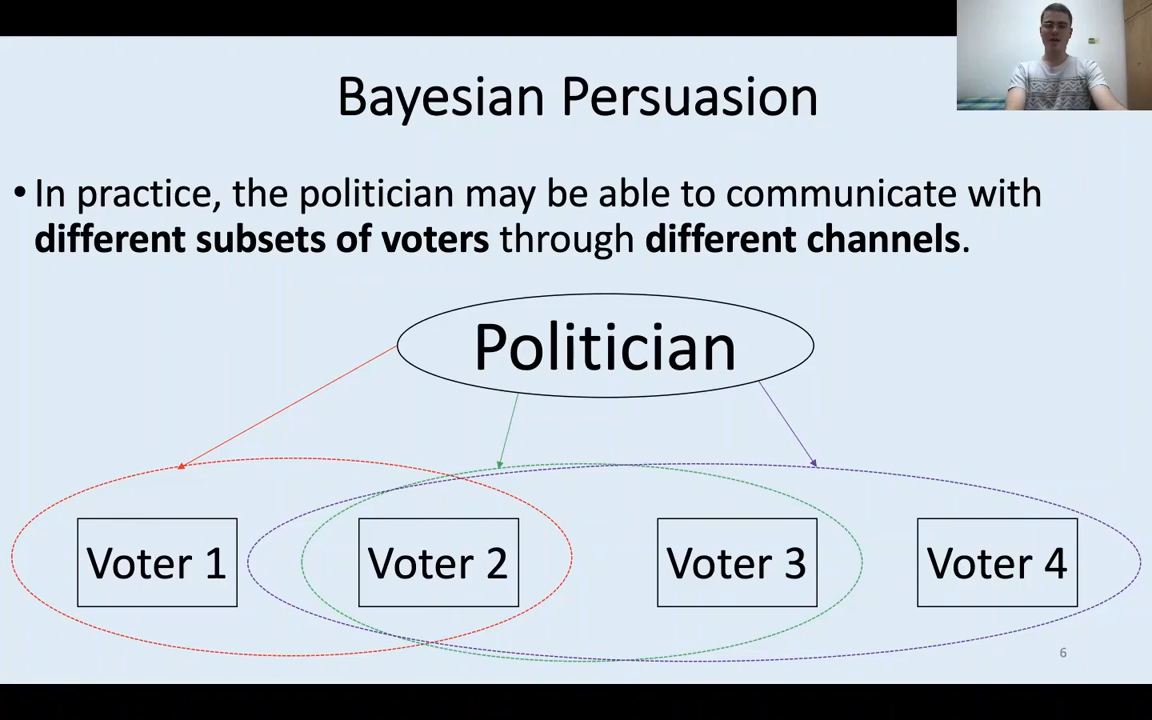 Bayesian Persuasion
• In practice, the politician may be able to communicate with
different subsets of voters through different channels.
Politician
Voter 1
Voter 2
Voter 3
Voter 4
6